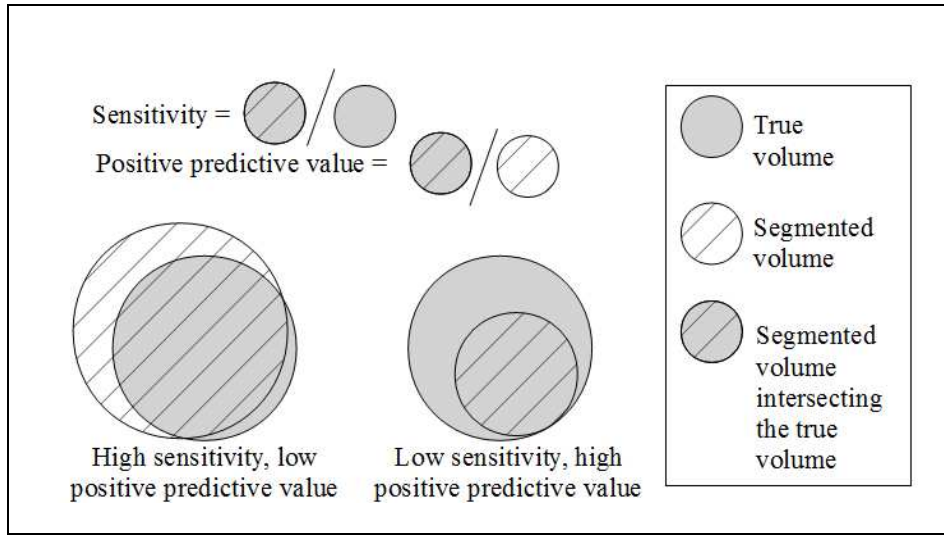 Sensitivity =
Positive predictive value =
High sensitivity, low
positive predictive value
Low sensitivity, high
positive predictive value
True
volume
Segmented
volume
Segmented
volume
intersecting
the true
volume